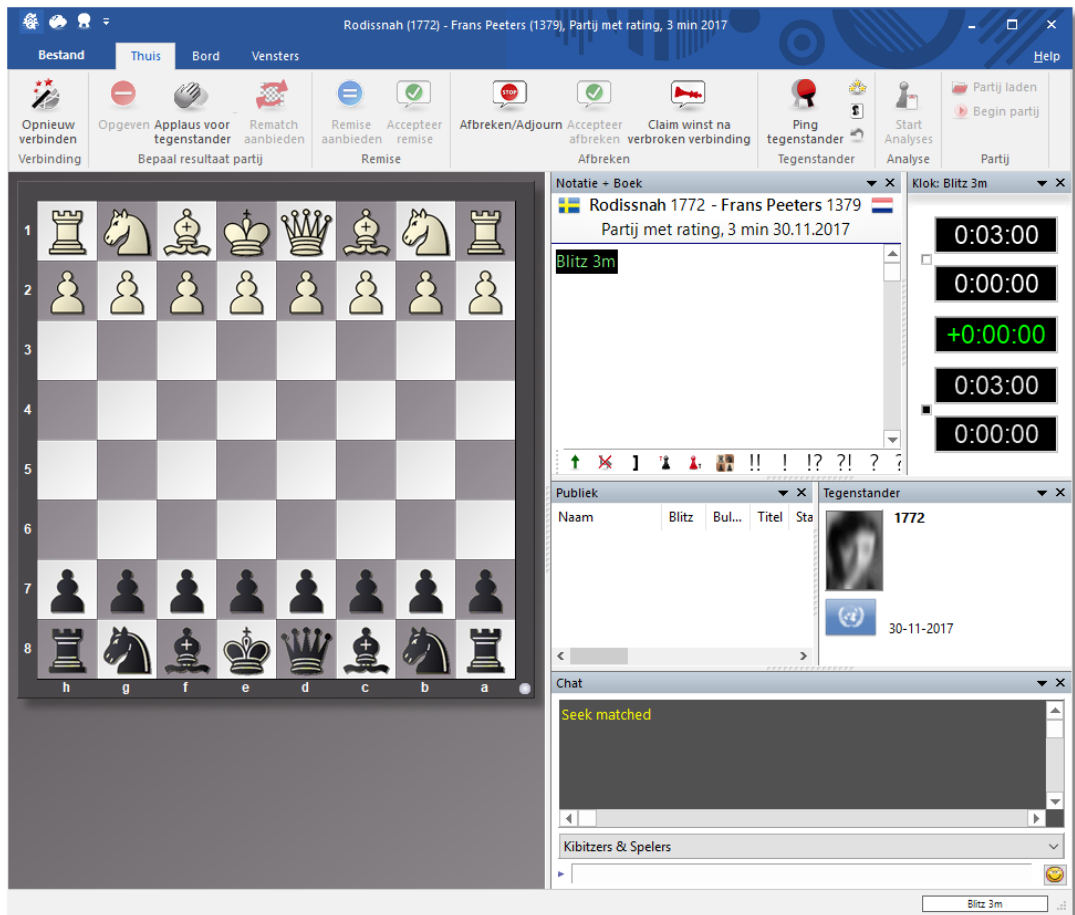 Rodissnah (1772) - Frans Peeters (1379), Partij met rating, 3 min 2017
Bestand Thuis Bord Vensters Help
Opnieuw verbinden
Verbinding
Opgeven
Applaus voor tegenstander
Rematch aanbieden
Bepaal resultaat partij
Remise aanbieden
Accepteer remise
Remise
STOP
Afbreken/Adjourn
Accepteer afbreken
Claim winst na verbroken verbinding
Afbreken
Ping tegenstander
Tegenstander
Start Analyses
Analyse
Partij laden
Begin partij
Partij
1
2
3
4
5
6
7
8
h g f e d c b a
Notatie + Boek
Rodissnah 1772 - Frans Peeters 1379
Partij met rating, 3 min 30.11.2017
Blitz 3m
] !! ! !? ?! ? ?
Klok: Blitz 3m
0:03:00
0:00:00
+0:00:00
0:03:00
0:00:00
Publiek
Naam Blitz Bul... Titel Sta
Tegenstander
1772
30-11-2017
Chat
Seek matched
Kibitzers & Spelers
Blitz 3m